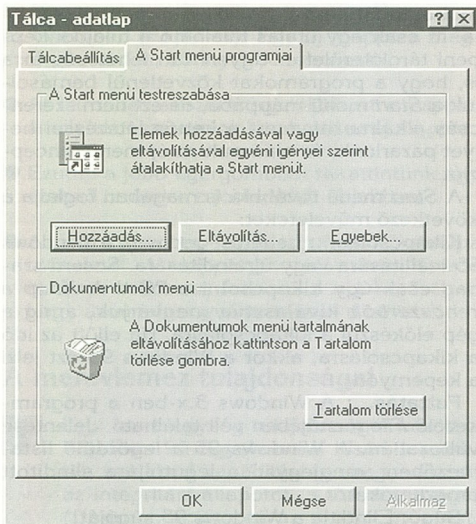 Tálca - adatlap
Tálcabeállítás
A Start menü programjai
A Start menü testreszabása
Elemek hozzáadásával vagy
eltávolításával egyéni igényei szerint
átalakíthatja a Start menüt.
Hozzáadás...
Eltávolítás...
Egyebek...
Dokumentumok menü
A Dokumentumok menü tartalmának
eltávolításához kattintson a Tartalom
törlése gombra.
Tartalom törlése
OK
Mégse
Alkalmaz